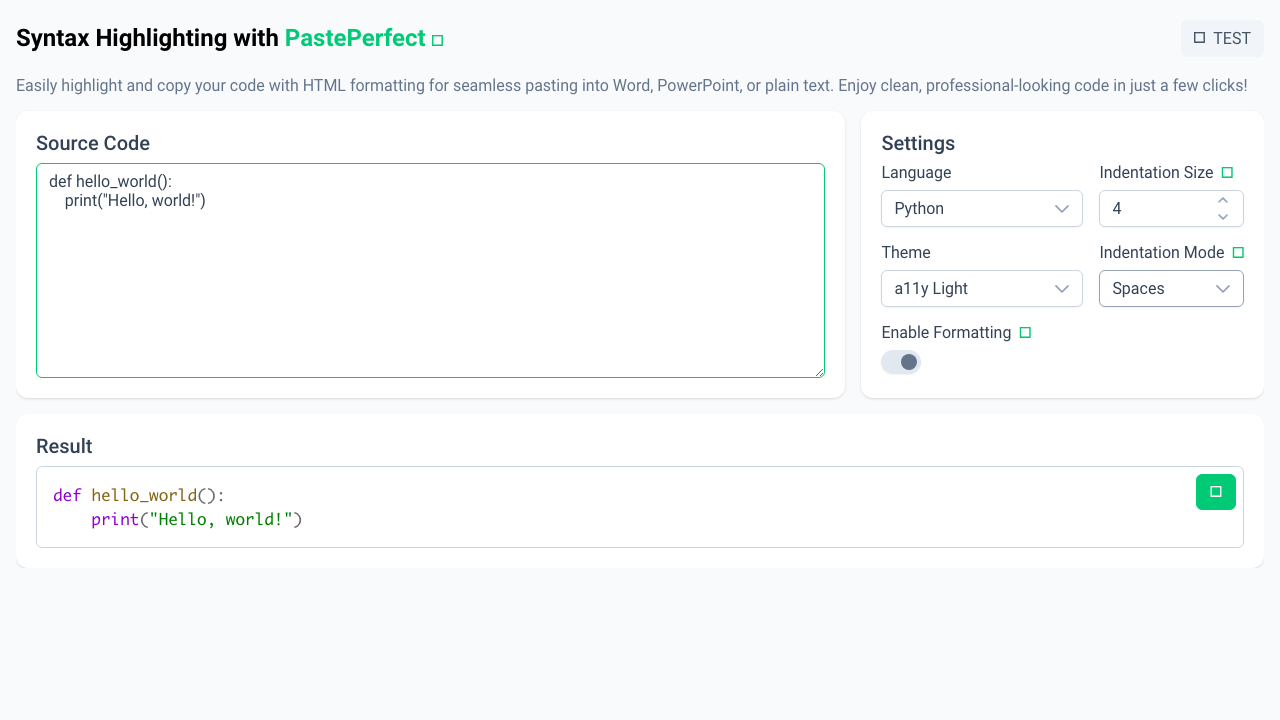 Syntax Highlighting with PastePerfect
TEST
Easily highlight and copy your code with HTML formatting for seamless pasting into Word, PowerPoint, or plain text. Enjoy clean, professional-looking code in just a few clicks!
Source Code
def hello_world():
    print("Hello, world!")
Settings
Language
Indentation Size
Python
4
Theme
Indentation Mode
a11y Light
Spaces
Enable Formatting
Result
def hello_world():
    print("Hello, world!")